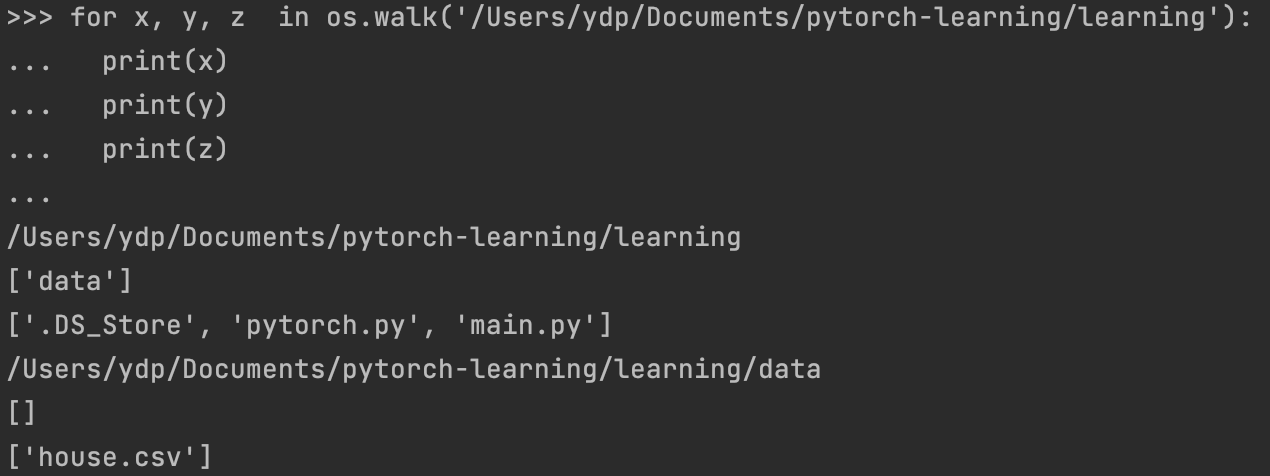 >>> for x, y, z  in os.walk('/Users/ydp/Documents/pytorch-learning/learning'):
...   print(x)
...   print(y)
...   print(z)
...
/Users/ydp/Documents/pytorch-learning/learning
['data']
['.DS_Store', 'pytorch.py', 'main.py']
/Users/ydp/Documents/pytorch-learning/learning/data
[]
['house.csv']